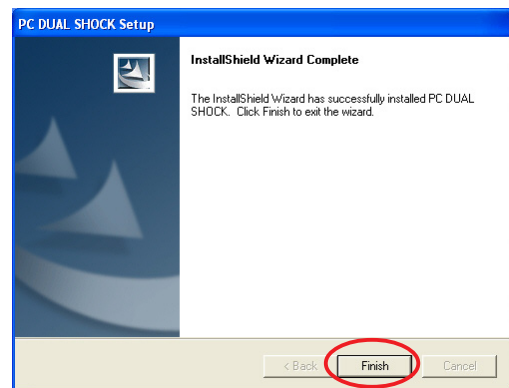 PC DUAL SHOCK Setup
InstallShield Wizard Complete
The InstallShield Wizard has successfully installed PC DUAL
SHOCK. Click Finish to exit the wizard.
< Back Finish Cancel